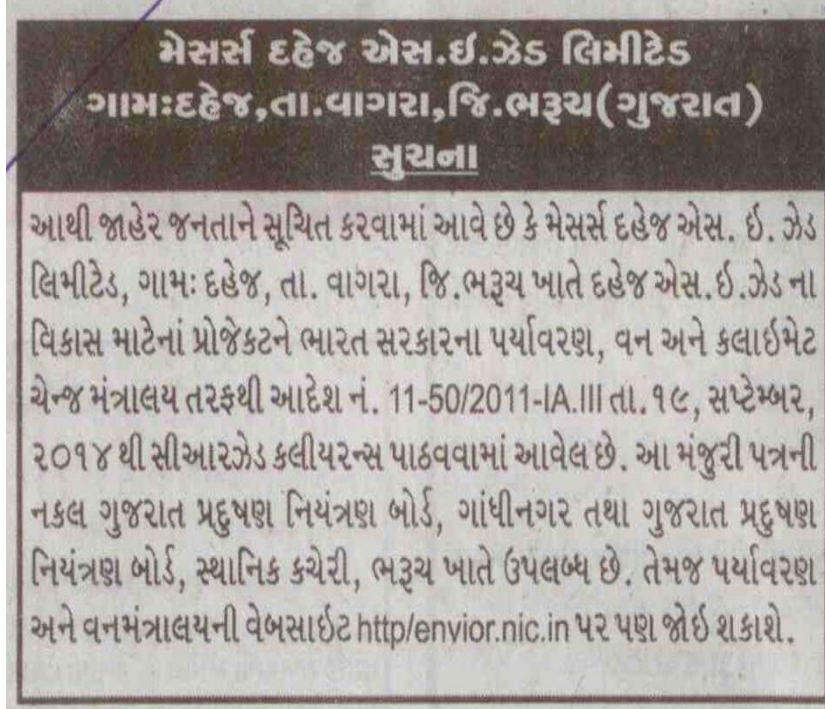 મેસર્સ દહેજ એસ.ઇ.ઝેડ લિમીટેડ
ગામઃદહેજ,તા.વાગરા,જિ.ભરૂચ(ગુજરાત)
સુચના
આથી જાહેર જનતાને સૂચિત કરવામાં આવે છે કે મેસર્સ દહેજ એસ. ઇ. ઝેડ
લિમીટેડ, ગામઃ દહેજ, તા. વાગરા, જિ.ભરૂચ ખાતે દહેજ એસ.ઇ.ઝેડ ના
વિકાસ માટેનાં પ્રોજેકટને ભારત સરકારના પર્યાવરણ, વન અને કલાઇમેટ
ચેન્જ મંત્રાલય તરફથી આદેશ નં. 11-50/2011-IA.III તા. ૧૯, સપ્ટેમ્બર,
૨૦૧૪ થી સીઆરઝેડ કલીયરન્સ પાઠવવામાં આવેલ છે. આ મંજુરી પત્રની
નકલ ગુજરાત પ્રદુષણ નિયંત્રણ બોર્ડ, ગાંધીનગર તથા ગુજરાત પ્રદુષણ
નિયંત્રણ બોર્ડ, સ્થાનિક કચેરી, ભરૂચ ખાતે ઉપલબ્ધ છે. તેમજ પર્યાવરણ
અને વનમંત્રાલયની વેબસાઇટ http/envior.nic.in પર પણ જોઇ શકાશે.